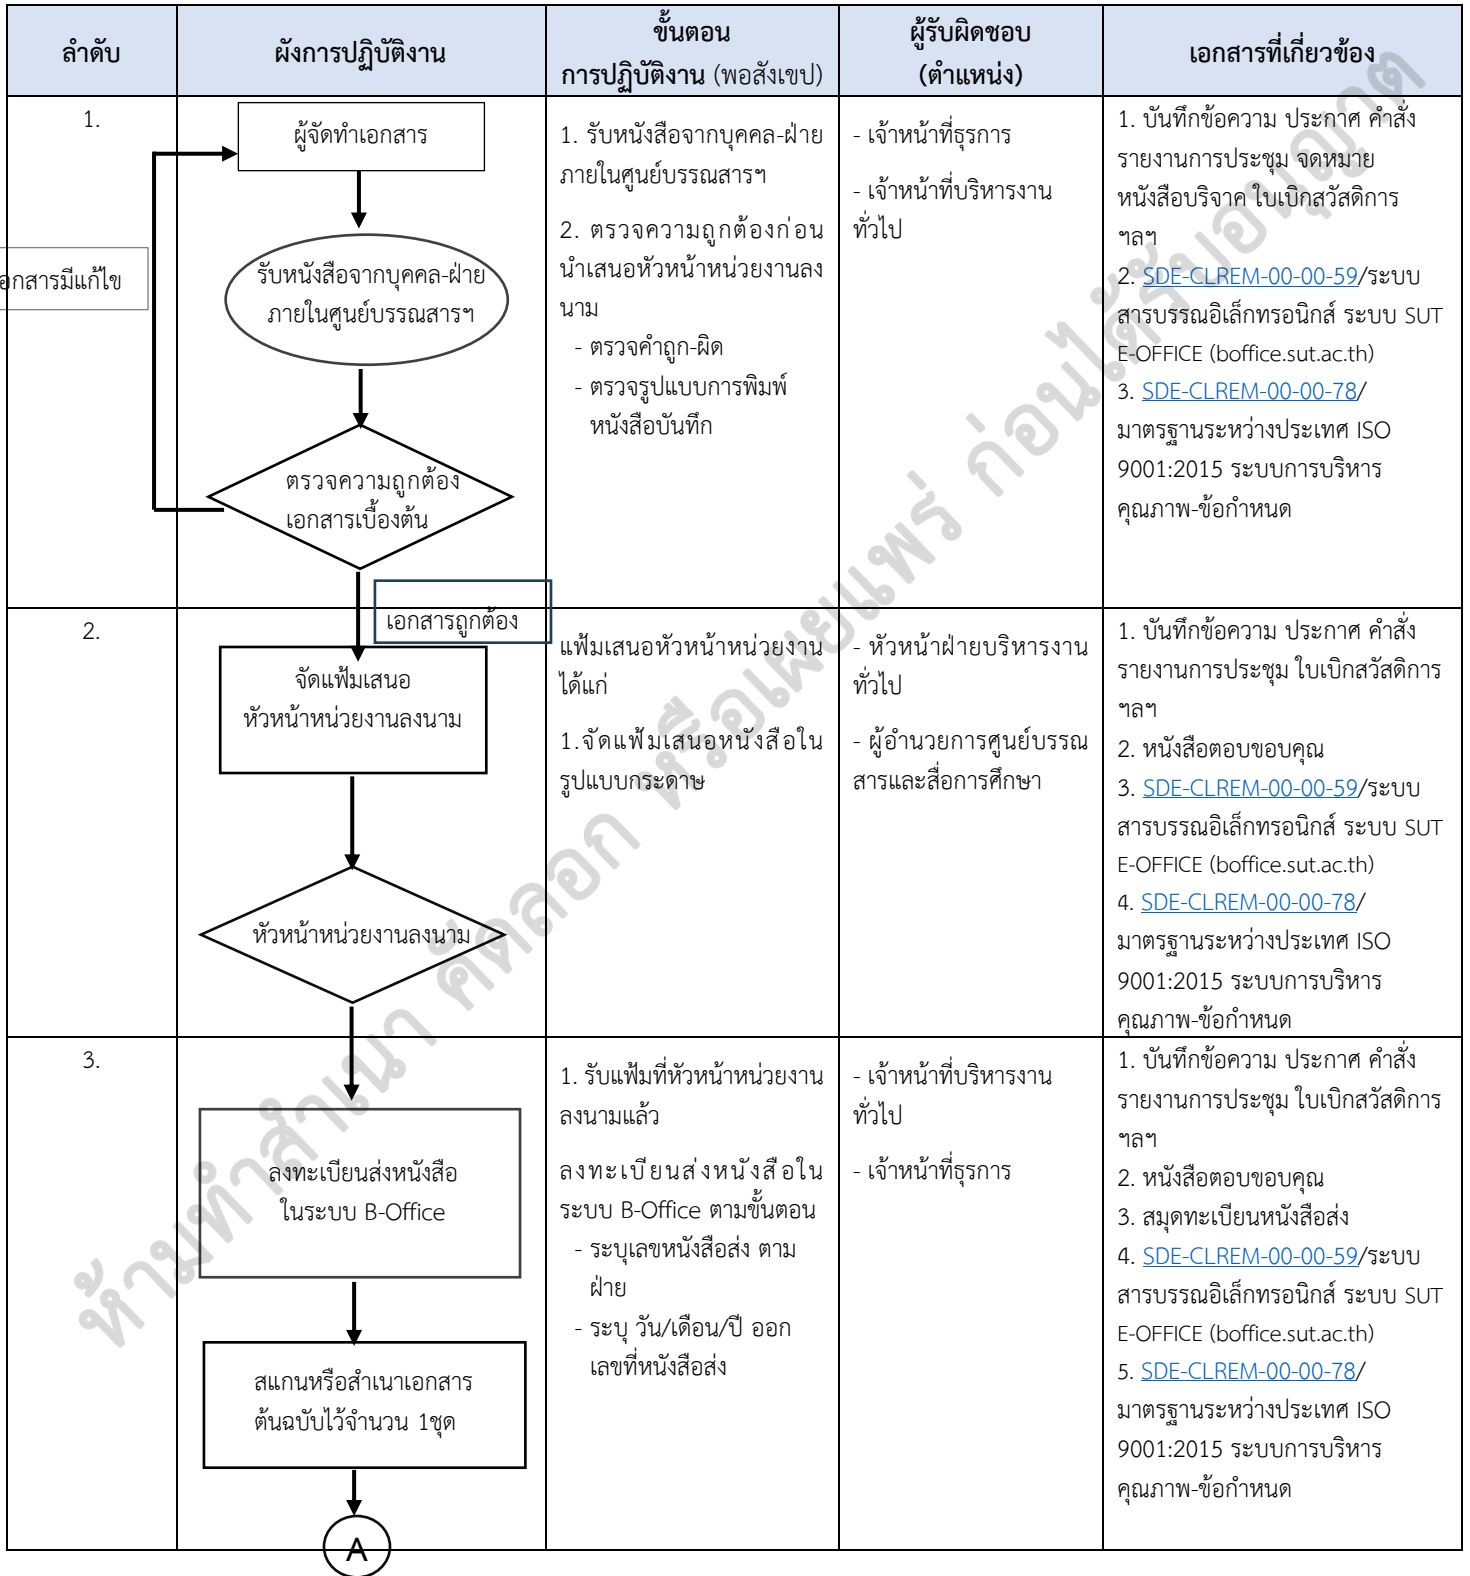 ลำดับ
ผังการปฏิบัติงาน
ขั้นตอน
การปฏิบัติงาน (พอสังเขป)
ผู้รับผิดชอบ
(ตำแหน่ง)
เอกสารที่เกี่ยวข้อง
1.
ผู้จัดทำเอกสาร
รับหนังสือจากบุคคล-ฝ่าย
ภายในศูนย์บรรณสารฯ
อกสารมีแก้ไข
ตรวจความถูกต้อง
เอกสารเบื้องต้น
เอกสารถูกต้อง
1. รับหนังสือจากบุคคล-ฝ่าย
ภายในศูนย์บรรณสารฯ
2. ตรวจความถูกต้องก่อน
นำเสนอหัวหน้าหน่วยงานลง
นาม
- ตรวจคำถูก-ผิด
- ตรวจรูปแบบการพิมพ์
หนังสือบันทึก
- เจ้าหน้าที่ธุรการ
- เจ้าหน้าที่บริหารงาน
ทั่วไป
1. บันทึกข้อความ ประกาศ คำสั่ง
รายงานการประชุม จดหมาย
หนังสือบริจาค ใบเบิกสวัสดิการ
ฯลฯ
2. SDE-CLREM-00-00-59/ระบบ
สารบรรณอิเล็กทรอนิกส์ ระบบ SUT
E-OFFICE (boffice.sut.ac.th)
3. SDE-CLREM-00-00-78/
มาตรฐานระหว่างประเทศ ISO
9001:2015 ระบบการบริหาร
คุณภาพ-ข้อกำหนด
2.
จัดแฟ้มเสนอ
หัวหน้าหน่วยงานลงนาม
หัวหน้าหน่วยงานลงนาม
แฟ้มเสนอหัวหน้าหน่วยงาน
ได้แก่
1.จัดแฟ้มเสนอหนังสือใน
รูปแบบกระดาษ
- หัวหน้าฝ่ายบริหารงาน
ทั่วไป
- ผู้อำนวยการศูนย์บรรณ
สารและสื่อการศึกษา
1. บันทึกข้อความ ประกาศ คำสั่ง
รายงานการประชุม ใบเบิกสวัสดิการ
ฯลฯ
2. หนังสือตอบขอบคุณ
3. SDE-CLREM-00-00-59/ระบบ
สารบรรณอิเล็กทรอนิกส์ ระบบ SUT
E-OFFICE (boffice.sut.ac.th)
4. SDE-CLREM-00-00-78/
มาตรฐานระหว่างประเทศ ISO
9001:2015 ระบบการบริหาร
คุณภาพ-ข้อกำหนด
3.
ลงทะเบียนส่งหนังสือ
ในระบบ B-Office
สแกนหรือสำเนาเอกสาร
ต้นฉบับไว้จำนวน 1ชุด
A
1. รับแฟ้มที่หัวหน้าหน่วยงาน
ลงนามแล้ว
ลงทะเบียนส่งหนังสือใน
ระบบ B-Office ตามขั้นตอน
- ระบุเลขหนังสือส่ง ตาม
ฝ่าย
- ระบุ วัน/เดือน/ปี ออก
เลขที่หนังสือส่ง
- เจ้าหน้าที่บริหารงาน
ทั่วไป
- เจ้าหน้าที่ธุรการ
1. บันทึกข้อความ ประกาศ คำสั่ง
รายงานการประชุม ใบเบิกสวัสดิการ
ฯลฯ
2. หนังสือตอบขอบคุณ
3. สมุดทะเบียนหนังสือส่ง
4. SDE-CLREM-00-00-59/ระบบ
สารบรรณอิเล็กทรอนิกส์ ระบบ SUT
E-OFFICE (boffice.sut.ac.th)
5. SDE-CLREM-00-00-78/
มาตรฐานระหว่างประเทศ ISO
9001:2015 ระบบการบริหาร
คุณภาพ-ข้อกำหนด
ห้ามทำสำเนา คัดลอก หรือเผยแพร่ ก่อนได้รับอนุญาต